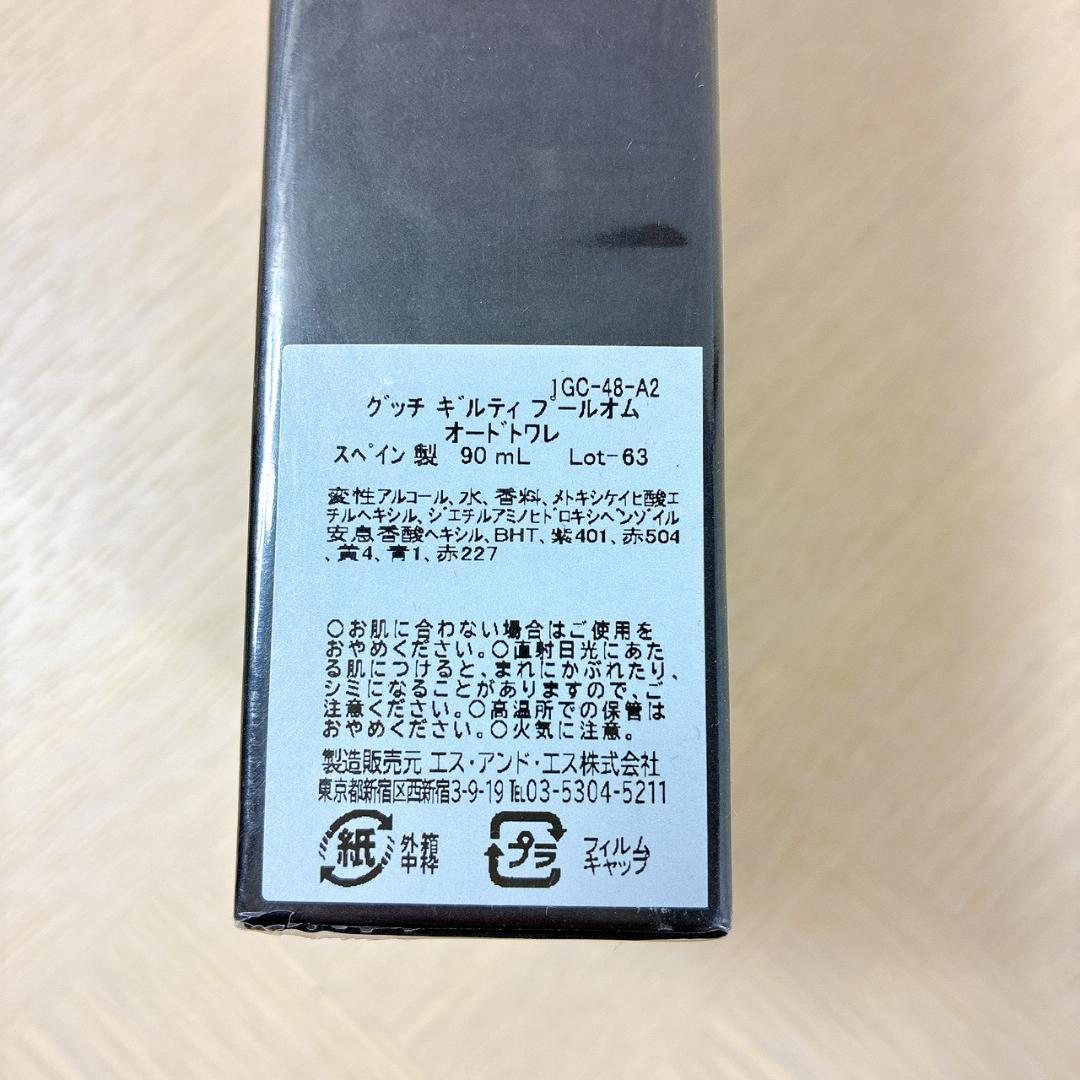 JGC-48-A2
グッチ ギルティ プールオム
オードトワレ
スペイン製 90mL Lot-63
変性アルコール、水、香料、メトキシケイヒ酸エ
チルヘキシル、ジエチルアミノヒドロキシベンゾイル
安息香酸ヘキシル、BHT、紫401、赤504
、黄4、青1、赤227
○お肌に合わない場合はご使用を
おやめください。○直射日光にあた
る肌につけると、まれにかぶれたり、
シミになることがありますので、ご
注意ください。○高温所での保管は
おやめください。○火気に注意。
製造販売元 エス・アンド・エス株式会社
東京都新宿区西新宿3-9-19 TEL03-5304-5211
紙 外箱 中枠
プラ フィルム キャップ